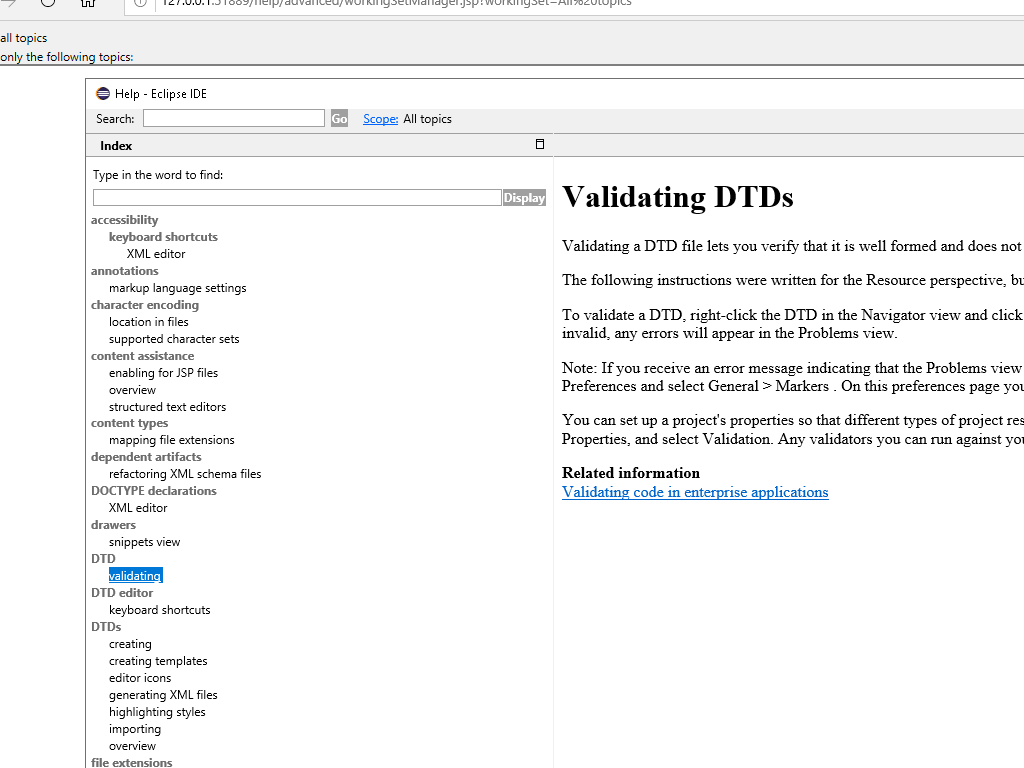 127.0.0.1:51889/help/advanced/workingSetManager.jsp?workingSet=All%20topics
all topics
only the following topics:
Help - Eclipse IDE
Search: Go Scope: All topics
Index
Type in the word to find:
Display
accessibility
keyboard shortcuts
XML editor
annotations
markup language settings
character encoding
location in files
supported character sets
content assistance
enabling for JSP files
overview
structured text editors
content types
mapping file extensions
dependent artifacts
refactoring XML schema files
DOCTYPE declarations
XML editor
drawers
snippets view
DTD
validating
DTD editor
keyboard shortcuts
DTDs
creating
creating templates
editor icons
generating XML files
highlighting styles
importing
overview
file extensions
Validating DTDs
Validating a DTD file lets you verify that it is well formed and does not
The following instructions were written for the Resource perspective, bu
To validate a DTD, right-click the DTD in the Navigator view and click
invalid, any errors will appear in the Problems view.
Note: If you receive an error message indicating that the Problems view
Preferences and select General > Markers . On this preferences page you
You can set up a project's properties so that different types of project res
Properties, and select Validation. Any validators you can run against you
Related information
Validating code in enterprise applications